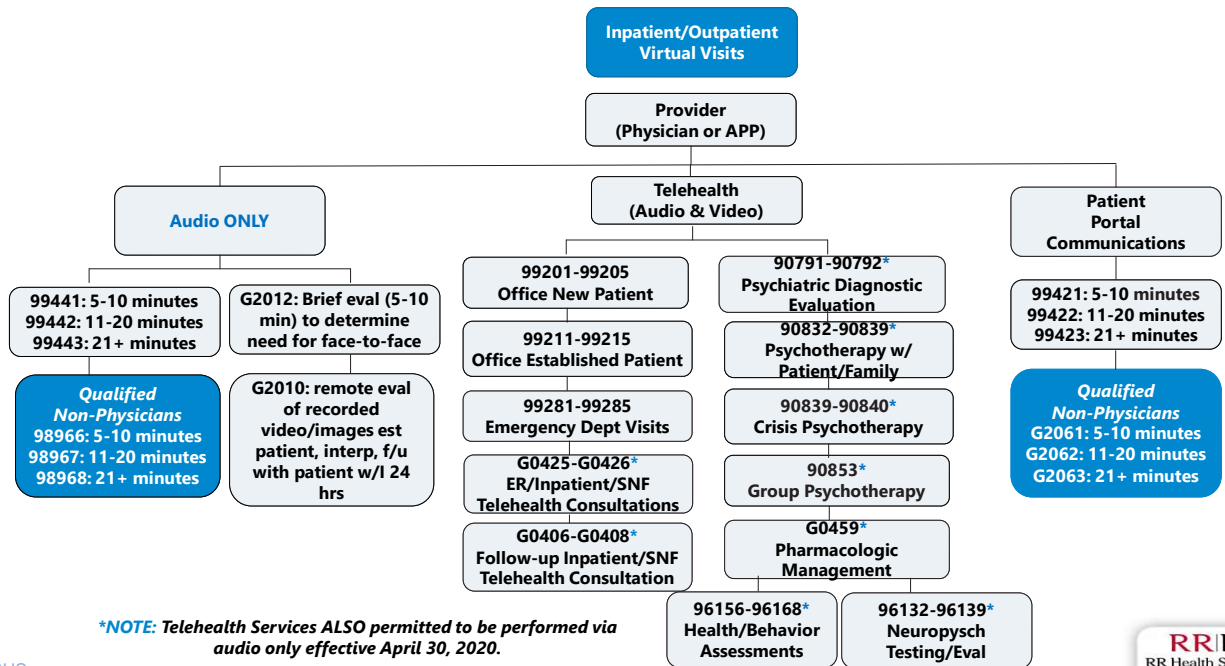 Inpatient/Outpatient
Virtual Visits
Provider
(Physician or APP)
Audio ONLY
Telehealth
(Audio & Video)
Patient
Portal
Communications
99441: 5-10 minutes
99442: 11-20 minutes
99443: 21+ minutes
Qualified
Non-Physicians
98966: 5-10 minutes
98967: 11-20 minutes
98968: 21+ minutes
G2012: Brief eval (5-10
min) to determine
need for face-to-face
G2010: remote eval
of recorded
video/images est
patient, interp, f/u
with patient w/I 24
hrs
99201-99205
Office New Patient
99211-99215
Office Established Patient
99281-99285
Emergency Dept Visits
G0425-G0426*
ER/Inpatient/SNF
Telehealth Consultations
G0406-G0408*
Follow-up Inpatient/SNF
Telehealth Consultation
90791-90792*
Psychiatric Diagnostic
Evaluation
90832-90839*
Psychotherapy w/
Patient/Family
90839-90840*
Crisis Psychotherapy
90853*
Group Psychotherapy
G0459*
Pharmacologic
Management
96156-96168*
Health/Behavior
Assessments
96132-96139*
Neuropysch
Testing/Eval
99421: 5-10 minutes
99422: 11-20 minutes
99423: 21+ minutes
Qualified
Non-Physicians
G2061: 5-10 minutes
G2062: 11-20 minutes
G2063: 21+ minutes
*NOTE: Telehealth Services ALSO permitted to be performed via
audio only effective April 30, 2020.
RR
RR Health